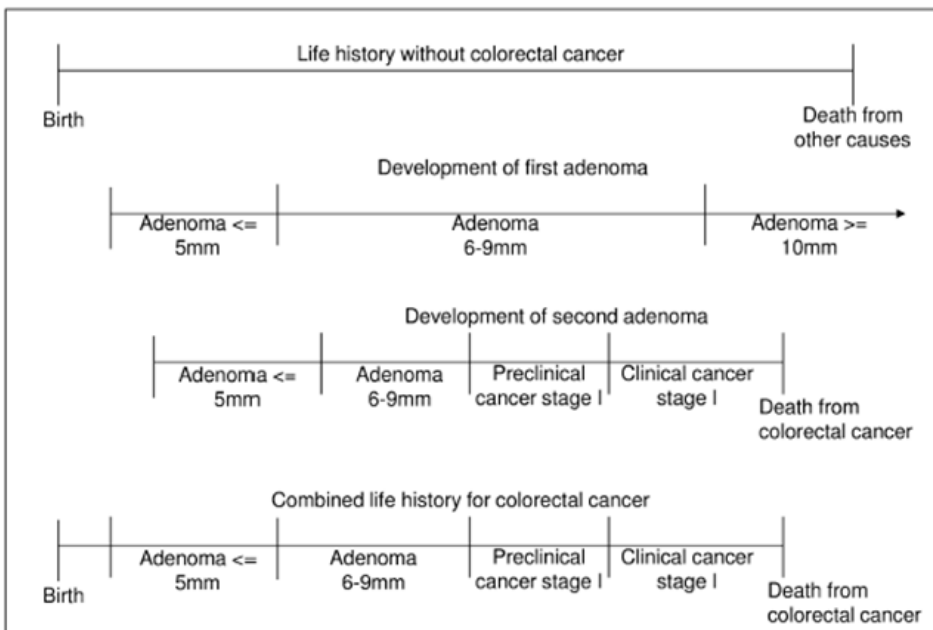 Life history without colorectal cancer
Birth
Death from
other causes
Development of first adenoma
Adenoma <=
5mm
Adenoma
6-9mm
Adenoma >=
10mm
Development of second adenoma
Adenoma <=
5mm
Adenoma
6-9mm
Preclinical
cancer stage I
Clinical cancer
stage I
Death from
colorectal cancer
Combined life history for colorectal cancer
Birth
Adenoma <=
5mm
Adenoma
6-9mm
Preclinical
cancer stage I
Clinical cancer
stage I
Death from
colorectal cancer